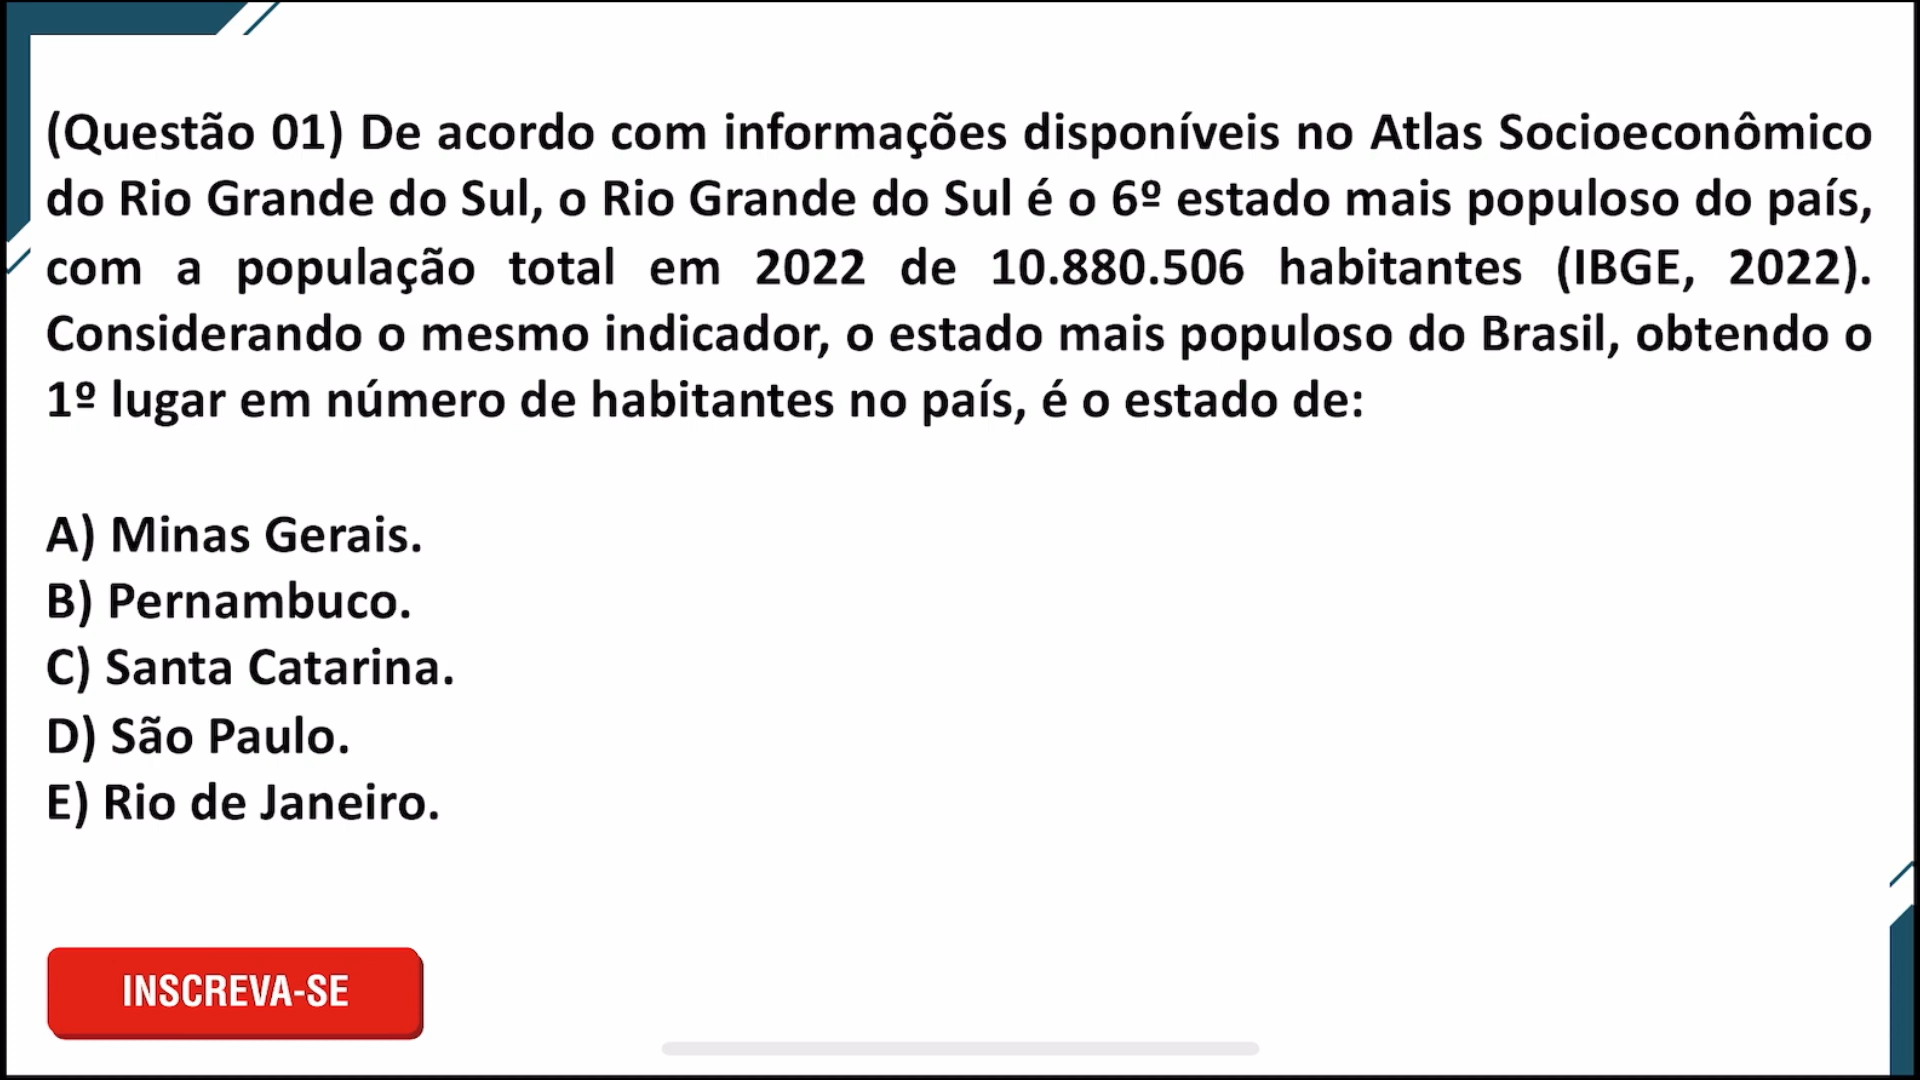 (Questão 01) De acordo com informações disponíveis no Atlas Socioeconômico
do Rio Grande do Sul, o Rio Grande do Sul é o 6º estado mais populoso do país,
com a população total em 2022 de 10.880.506 habitantes (IBGE, 2022).
Considerando o mesmo indicador, o estado mais populoso do Brasil, obtendo o
1º lugar em número de habitantes no país, é o estado de:
A) Minas Gerais.
B) Pernambuco.
C) Santa Catarina.
D) São Paulo.
E) Rio de Janeiro.
INSCREVA-SE